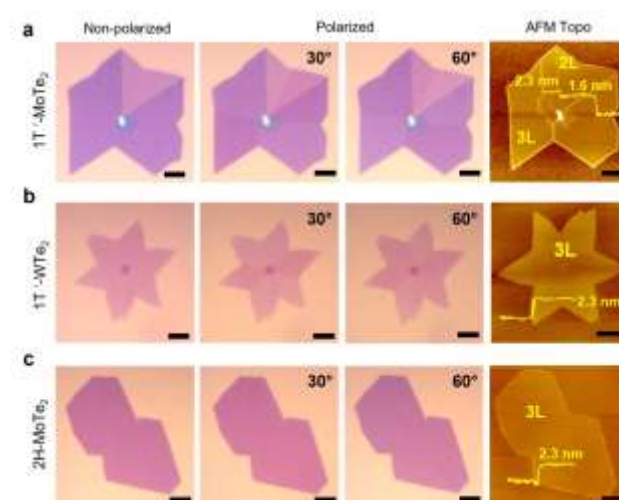 Non-polarized Polarized AFM Topo
a
1T'-MoTe₂
30° 60°
2L
2.3 nm
1.6 nm
3L
b
1T'-WTe₂
30° 60°
3L
2.3 nm
c
2H-MoTe₂
30° 60°
3L
2.3 nm